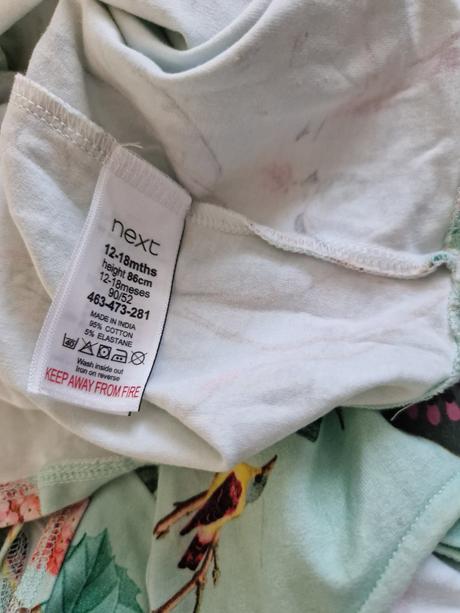 next
12-18mths
height 86cm
12-18meses
90/52
463-473-281
MADE IN INDIA
95% COTTON
5% ELASTANE
Wash inside out
Iron on reverse
KEEP AWAY FROM FIRE